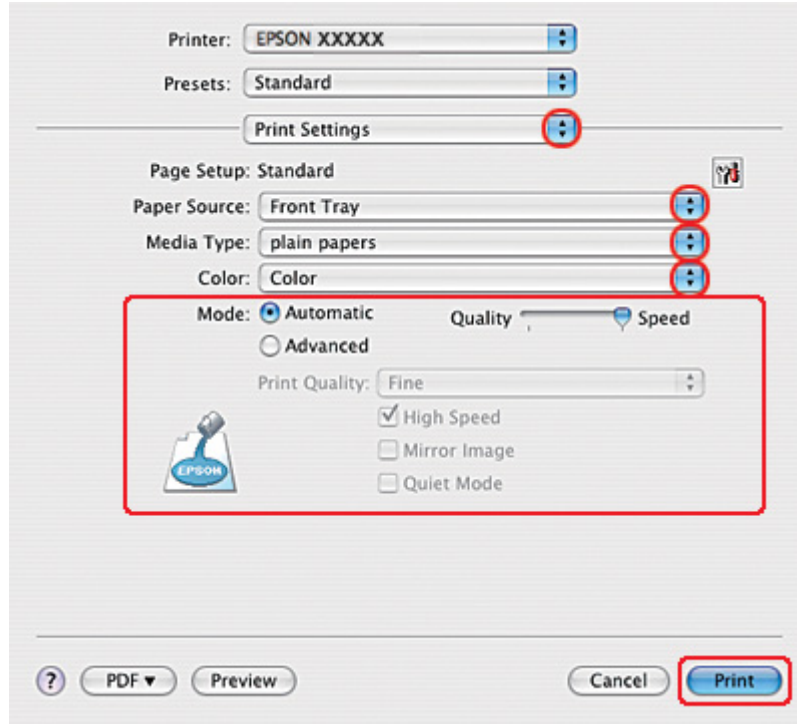 Printer: EPSON XXXXX
Presets: Standard
Print Settings
Page Setup: Standard
Paper Source: Front Tray
Media Type: plain papers
Color: Color
Mode: Automatic Quality Speed
Advanced
Print Quality: Fine
High Speed
Mirror Image
Quiet Mode
EPSON
? PDF ▼ Preview Cancel Print